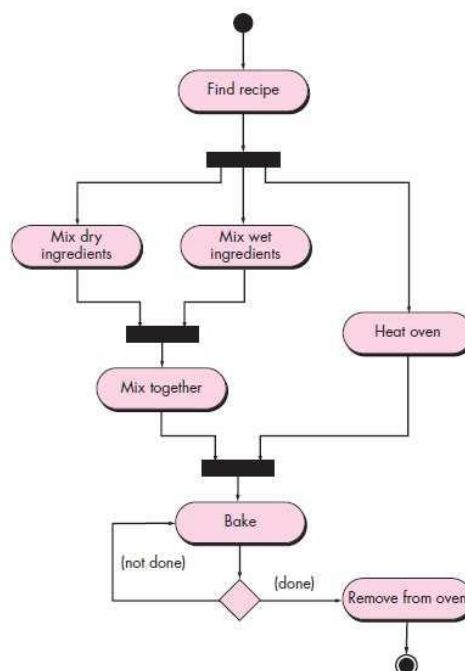 Find recipe
Mix dry
ingredients
Mix wet
ingredients
Heat oven
Mix together
Bake
(not done)
(done)
Remove from oven